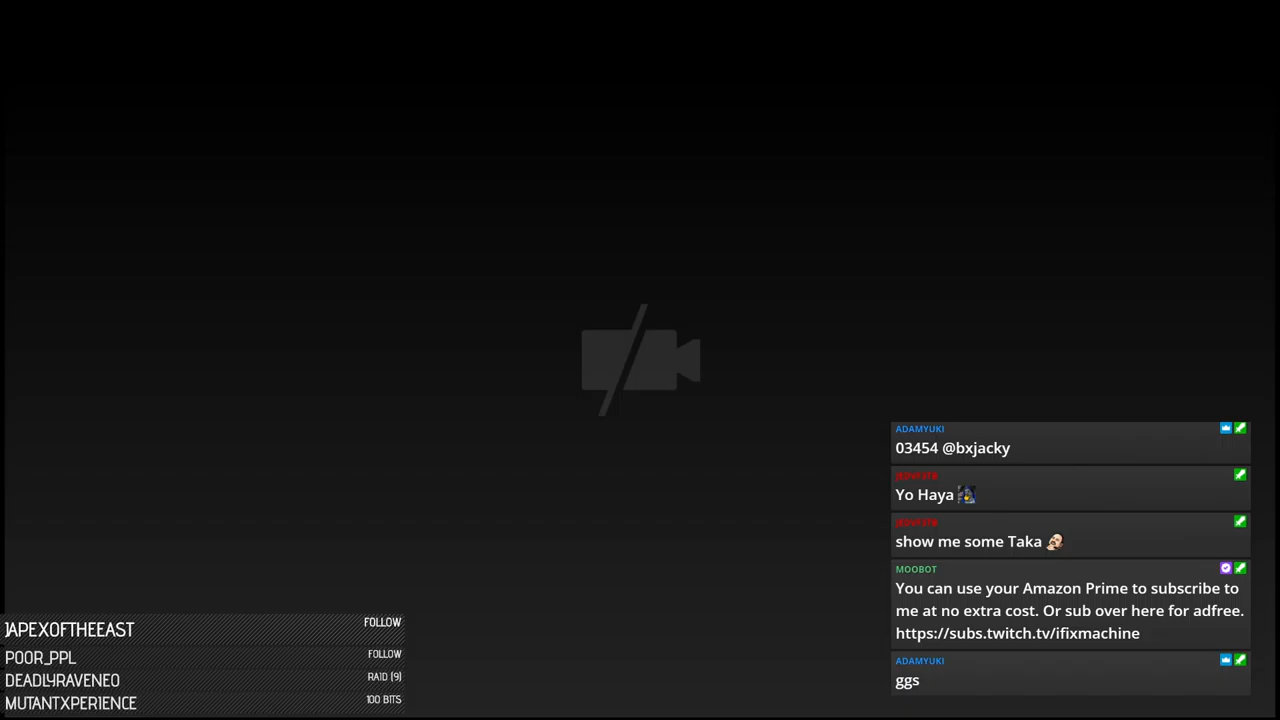 ADAMYUKI
03454 @bxjacky
Yo Haya
show me some Taka
MOOBOT
You can use your Amazon Prime to subscribe to
me at no extra cost. Or sub over here for adfree.
https://subs.twitch.tv/ifixmachine
ADAMYUKI
ggs
JAPEXOFTHEEAST FOLLOW
POOR_PPL FOLLOW
DEADLYRAVENEO RAID (9)
MUTANTXPERIENCE 100 BITS